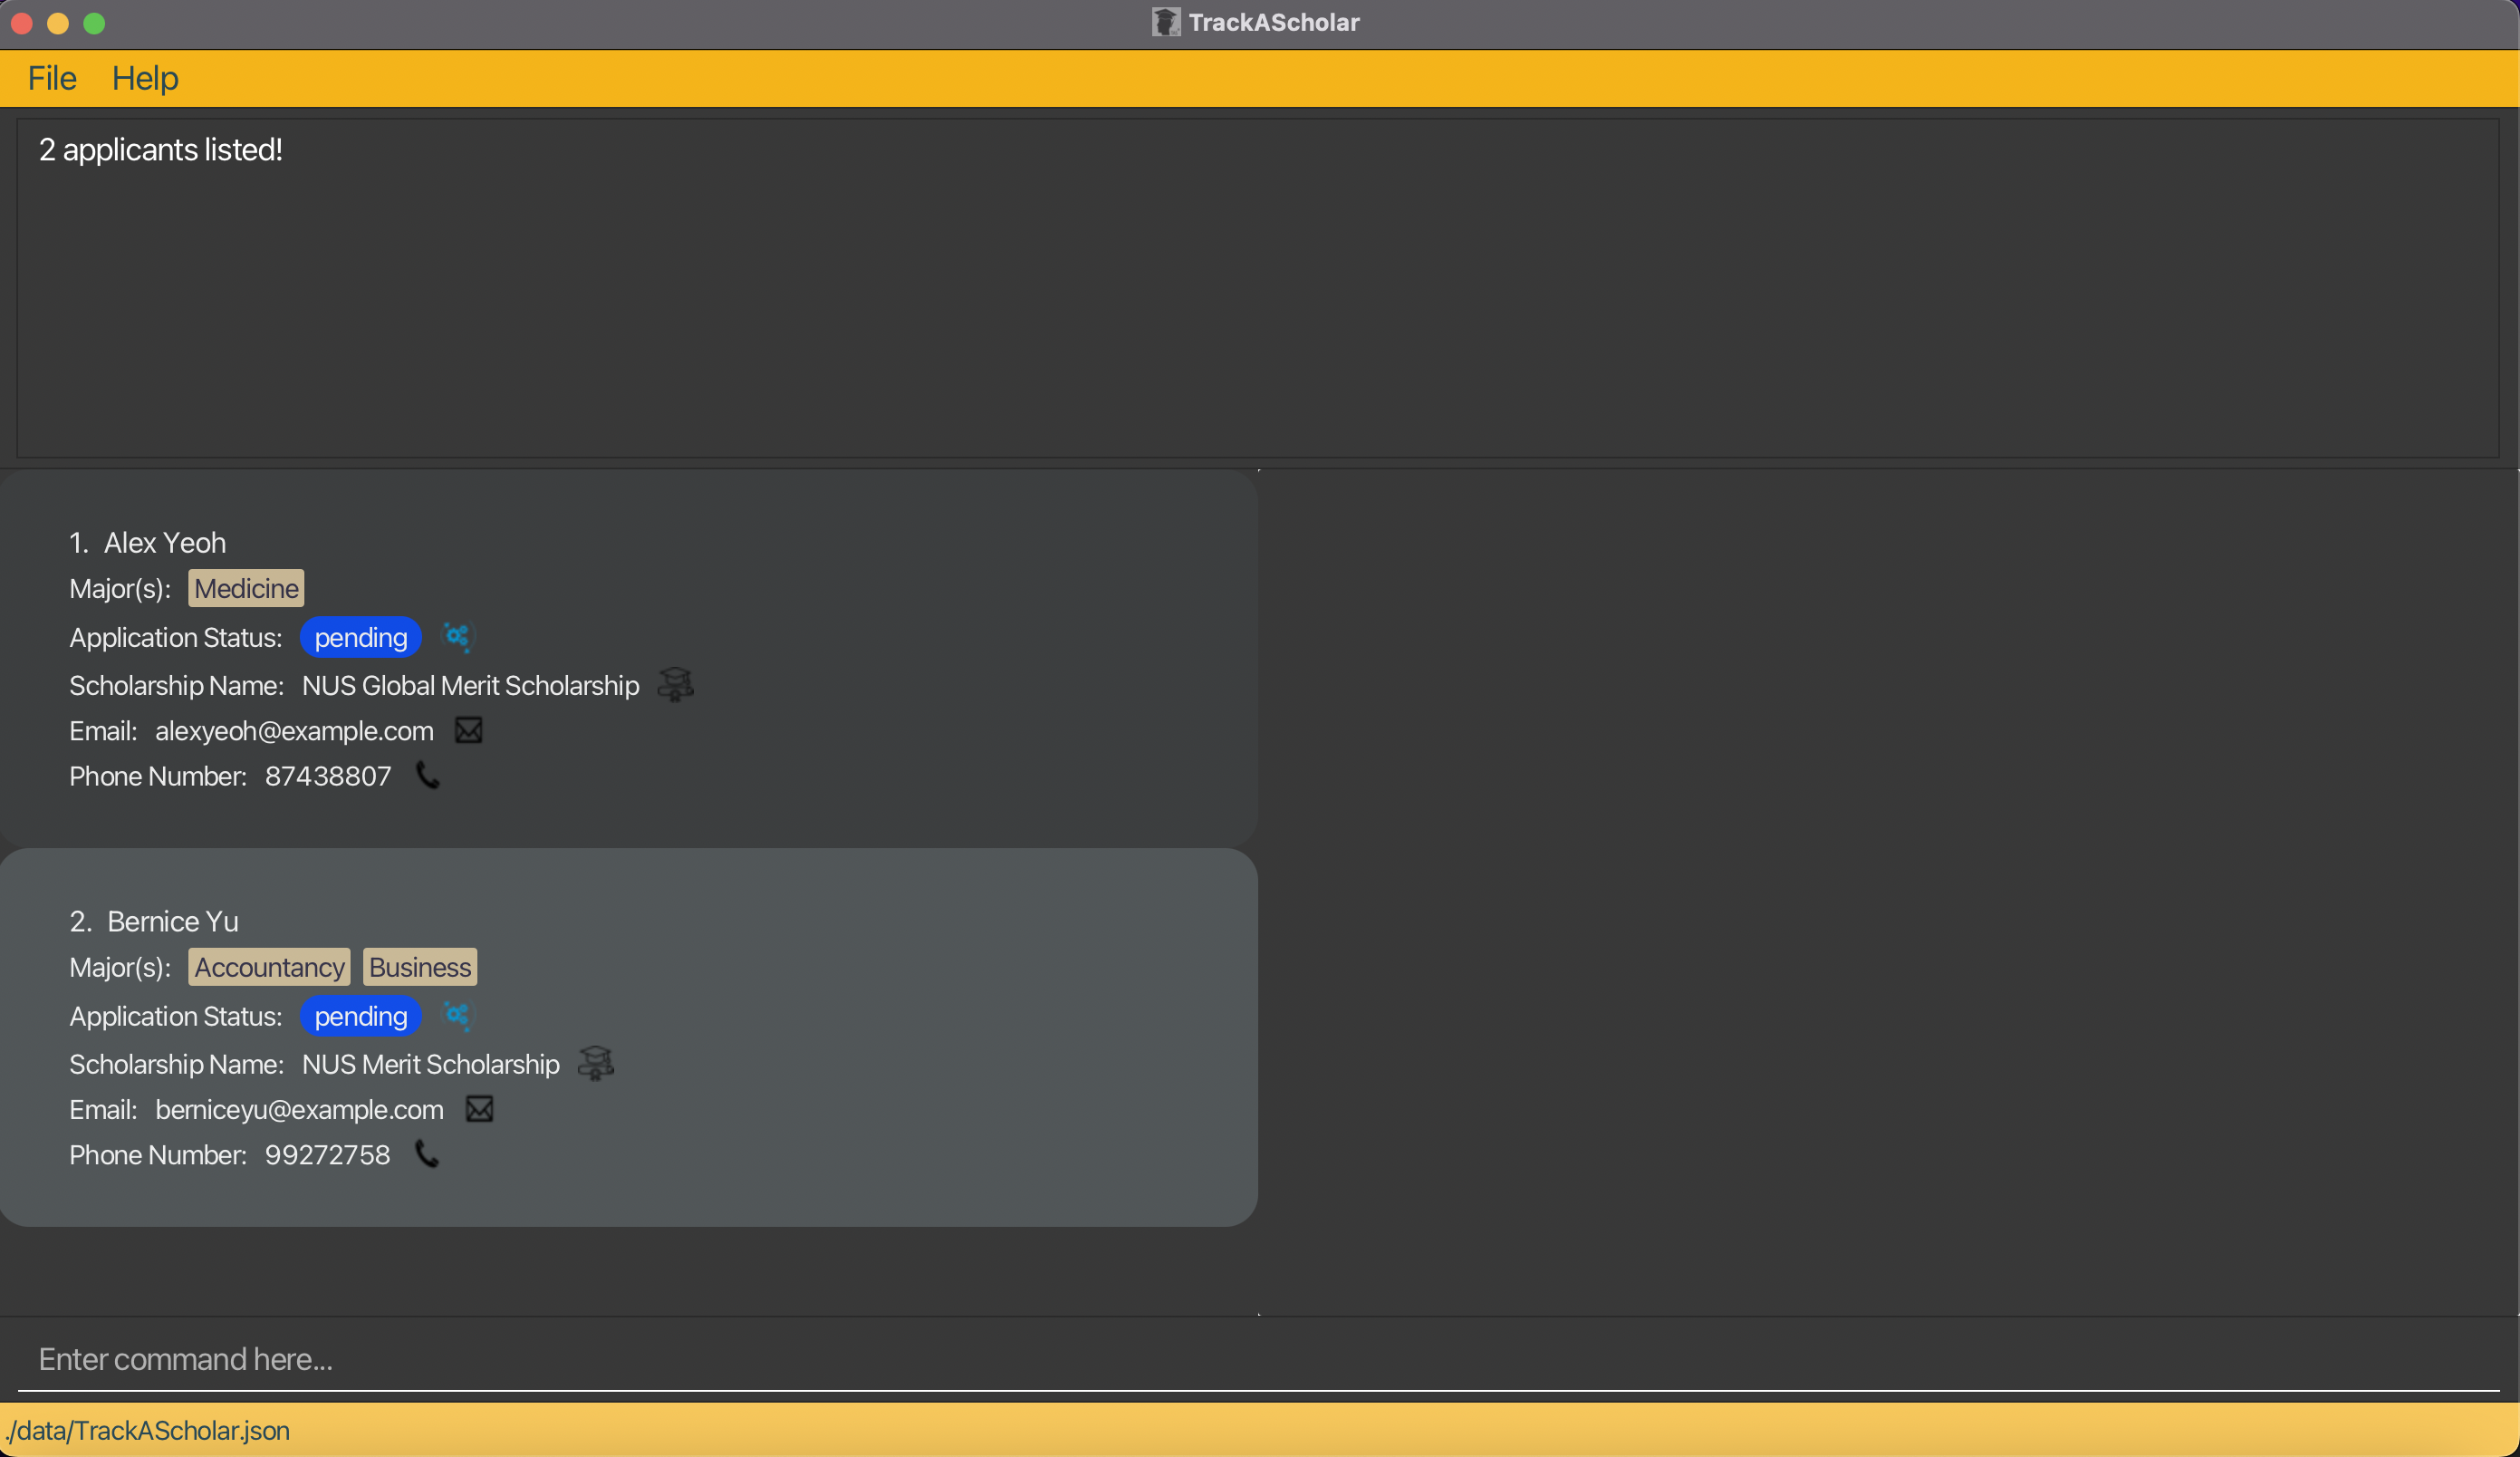 TrackAScholar
File Help
2 applicants listed!
1. Alex Yeoh
Major(s): Medicine
Application Status: pending
Scholarship Name: NUS Global Merit Scholarship
Email: alexyeoh@example.com
Phone Number: 87438807
2. Bernice Yu
Major(s): Accountancy Business
Application Status: pending
Scholarship Name: NUS Merit Scholarship
Email: berniceyu@example.com
Phone Number: 99272758
Enter command here...
./data/TrackAScholar.json